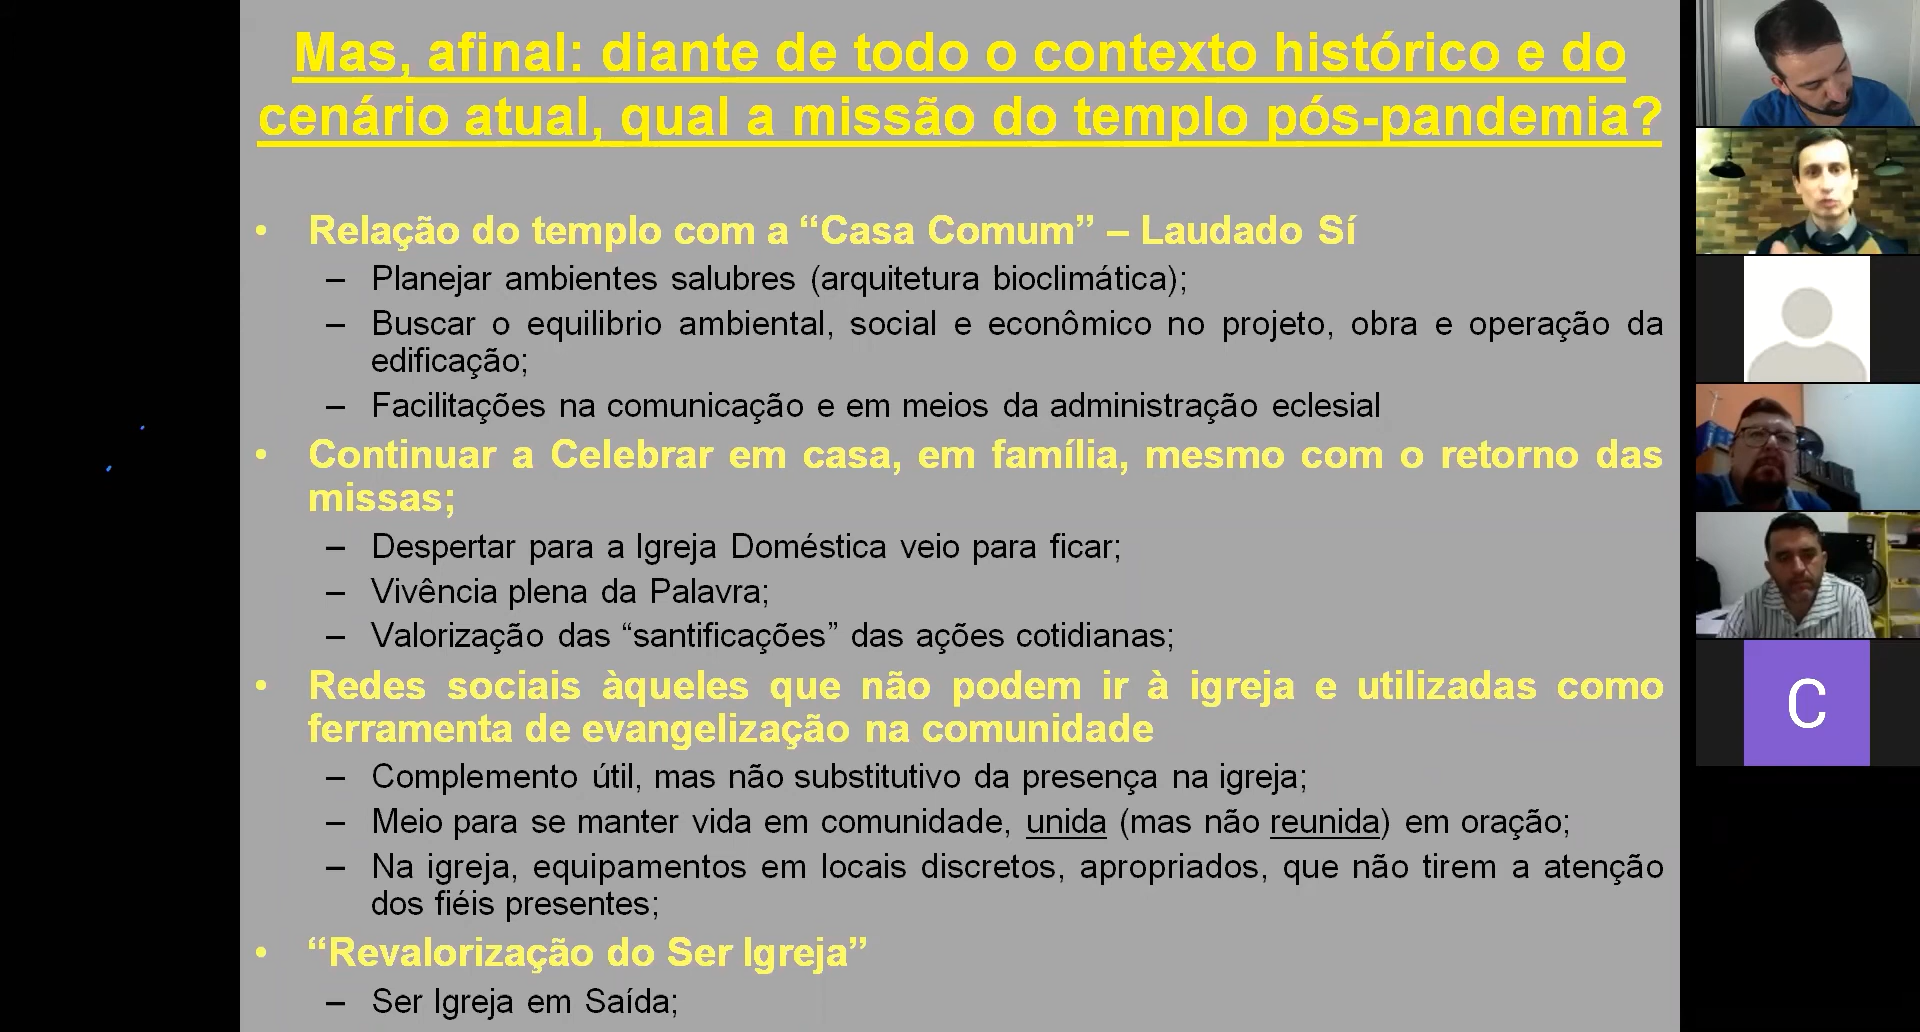 Mas, afinal: diante de todo o contexto histórico e do
cenário atual, qual a missão do templo pós-pandemia?
• Relação do templo com a “Casa Comum” – Laudado Sí
– Planejar ambientes salubres (arquitetura bioclimática);
– Buscar o equilibrio ambiental, social e econômico no projeto, obra e operação da
edificação;
– Facilitações na comunicação e em meios da administração eclesial
• Continuar a Celebrar em casa, em família, mesmo com o retorno das
missas;
– Despertar para a Igreja Doméstica veio para ficar;
– Vivência plena da Palavra;
– Valorização das “santificações” das ações cotidianas;
• Redes sociais àqueles que não podem ir à igreja e utilizadas como
ferramenta de evangelização na comunidade
– Complemento útil, mas não substitutivo da presença na igreja;
– Meio para se manter vida em comunidade, unida (mas não reunida) em oração;
– Na igreja, equipamentos em locais discretos, apropriados, que não tirem a atenção
dos fiéis presentes;
• “Revalorização do Ser Igreja”
– Ser Igreja em Saída;
C